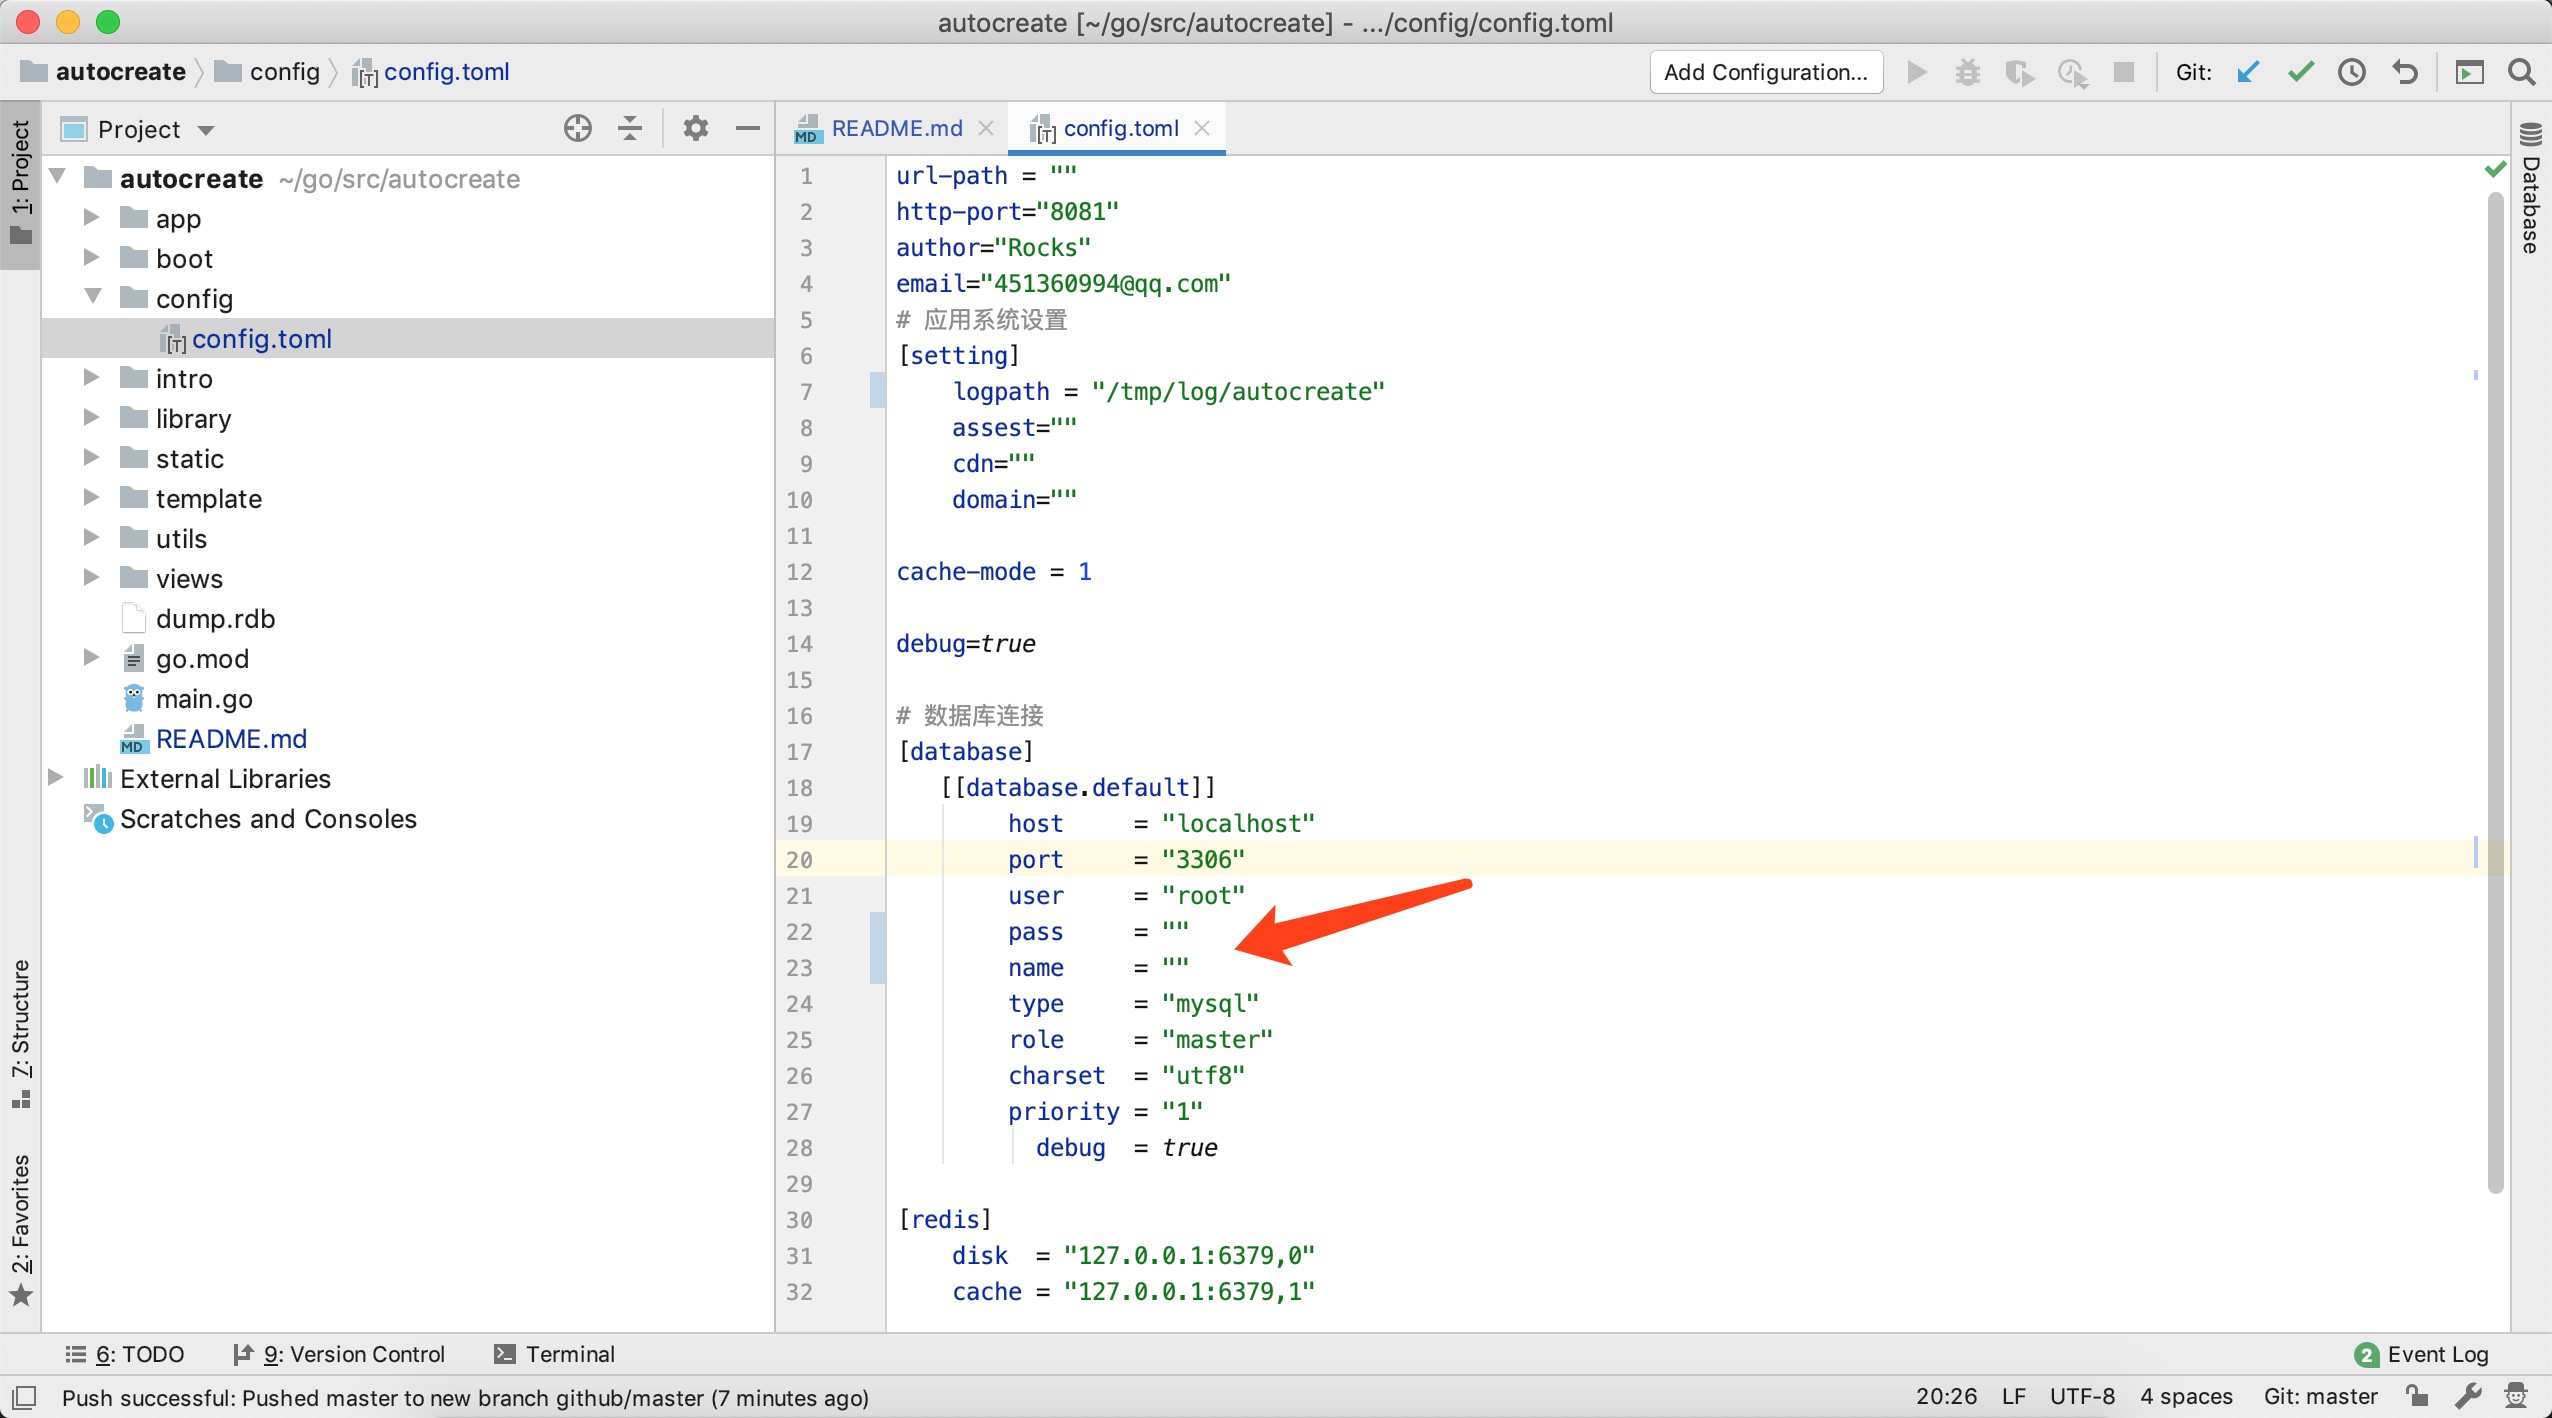 autocreate [~/go/src/autocreate] - .../config/config.toml
autocreate config config.toml
Add Configuration...
Git:
1: Project
Project
autocreate ~/go/src/autocreate
app
boot
config
config.toml
intro
library
static
template
utils
views
dump.rdb
go.mod
main.go
MD README.md
External Libraries
Scratches and Consoles
7: Structure
2: Favorites
MD README.md
config.toml
1 url-path = ""
2 http-port="8081"
3 author="Rocks"
4 email="451360994@qq.com"
5 # 应用系统设置
6 [setting]
7 logpath = "/tmp/log/autocreate"
8 assest=""
9 cdn=""
10 domain=""
11
12 cache-mode = 1
13
14 debug=true
15
16 # 数据库连接
17 [database]
18 [[database.default]]
19 host = "localhost"
20 port = "3306"
21 user = "root"
22 pass = ""
23 name = ""
24 type = "mysql"
25 role = "master"
26 charset = "utf8"
27 priority = "1"
28 debug = true
29
30 [redis]
31 disk = "127.0.0.1:6379,0"
32 cache = "127.0.0.1:6379,1"
Database
6: TODO
9: Version Control
Terminal
2 Event Log
Push successful: Pushed master to new branch github/master (7 minutes ago)
20:26 LF UTF-8 4 spaces Git: master